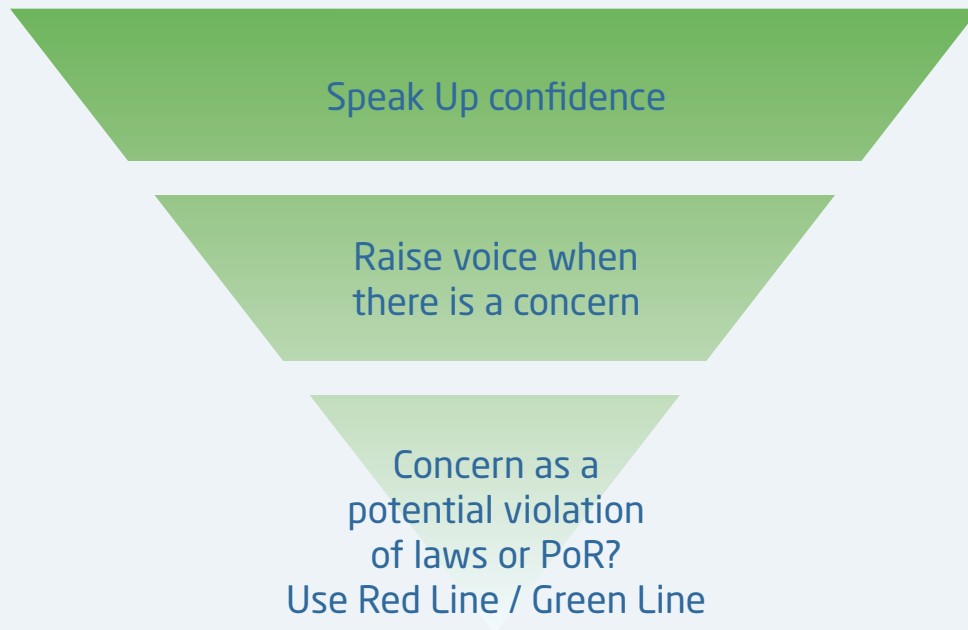 Speak Up confidence
Raise voice when
there is a concern
Concern as a
potential violation
of laws or PoR?
Use Red Line / Green Line